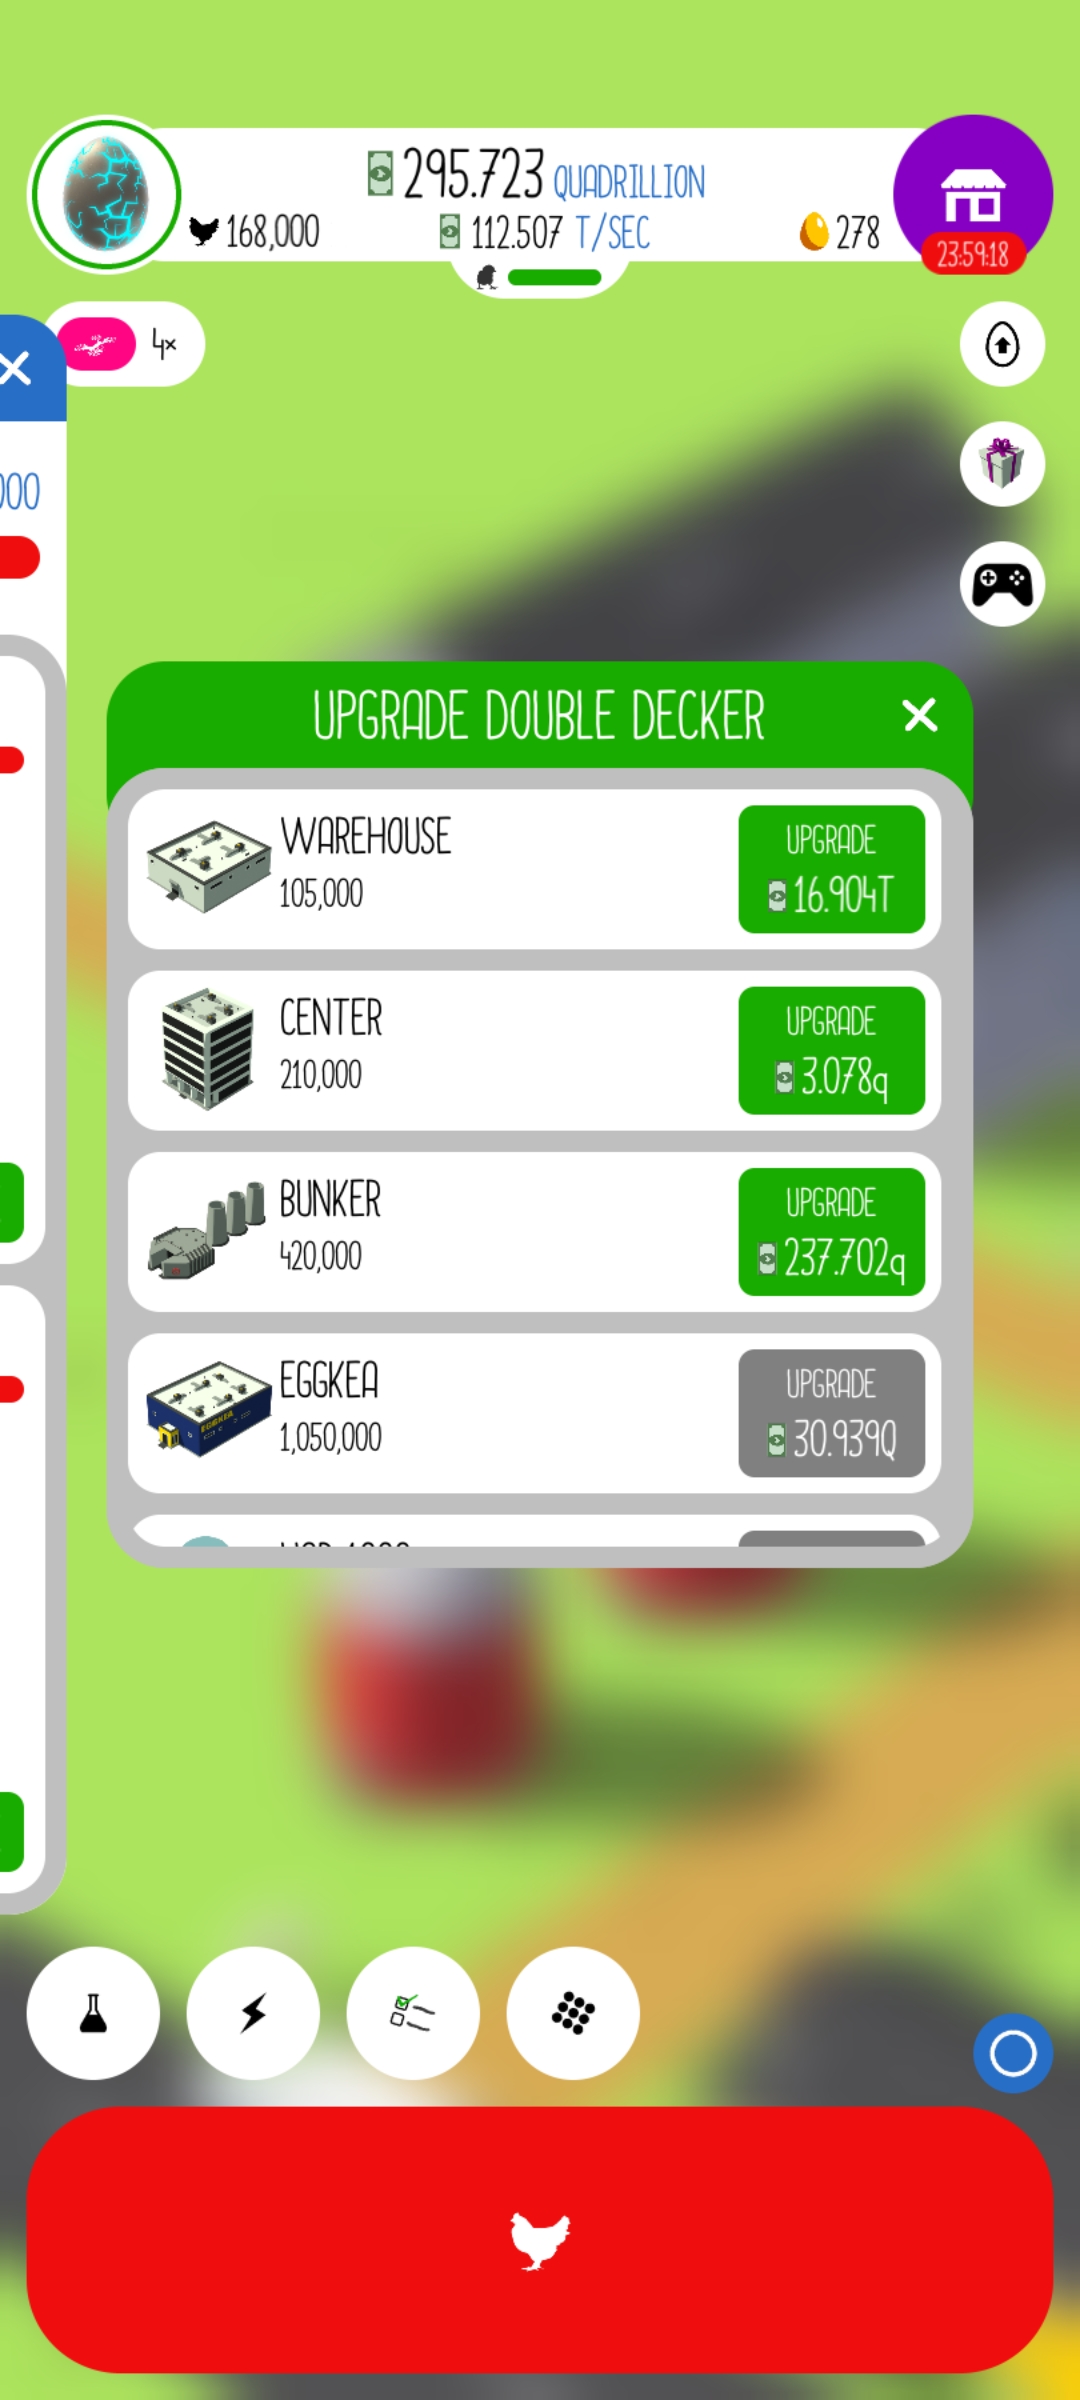 295.723 QUADRILLION
168,000
112.507 T/SEC
278
23:59:18
4×
000
UPGRADE DOUBLE DECKER
WAREHOUSE
105,000
UPGRADE
16.904T
CENTER
210,000
UPGRADE
3.078q
BUNKER
420,000
UPGRADE
237.702q
EGGKEA
1,050,000
UPGRADE
30.939Q